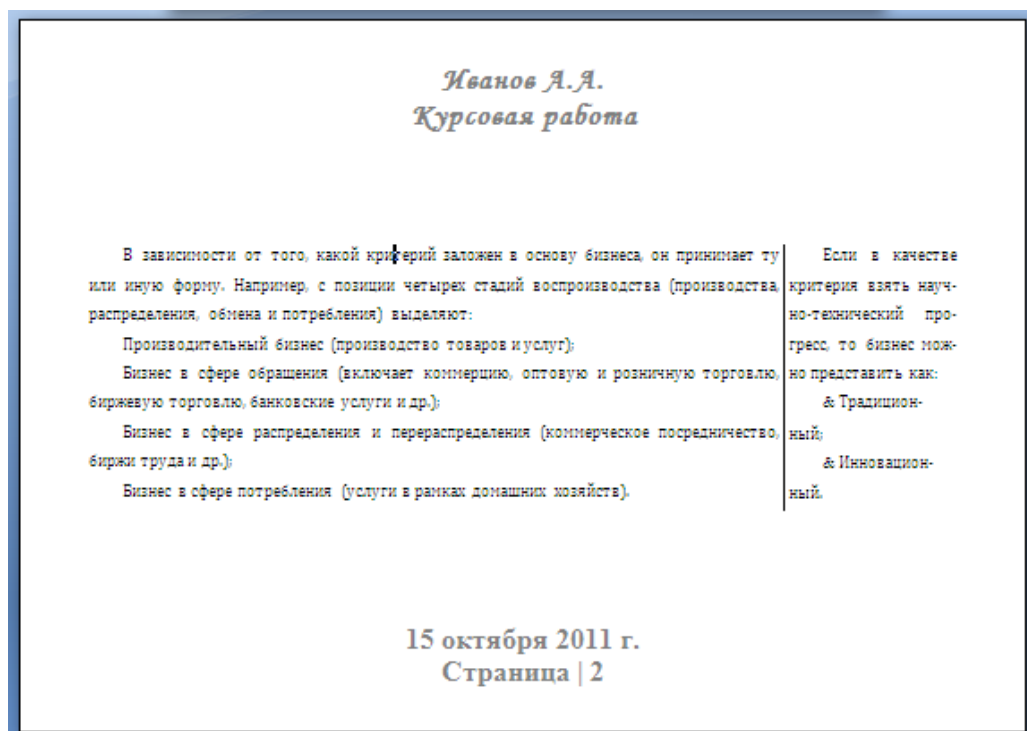 Иванов А.А.
Курсовая работа
В зависимости от того, какой критерий заложен в основу бизнеса, он принимает ту
или иную форму. Например, с позиции четырех стадий воспроизводства (производства,
распределения, обмена и потребления) выделяют:
Производительный бизнес (производство товаров и услуг);
Бизнес в сфере обращения (включает коммерцию, оптовую и розничную торговлю,
биржевую торговлю, банковские услуги и др.);
Бизнес в сфере распределения и перераспределения (коммерческое посредничество,
биржи труда и др.);
Бизнес в сфере потребления (услуги в рамках домашних хозяйств).
Если в качестве
критерия взять науч-
но-технический про-
гресс, то бизнес мож-
но представить как:
& Традицион-
ный;
& Инновацион-
ный.
15 октября 2011 г.
Страница | 2